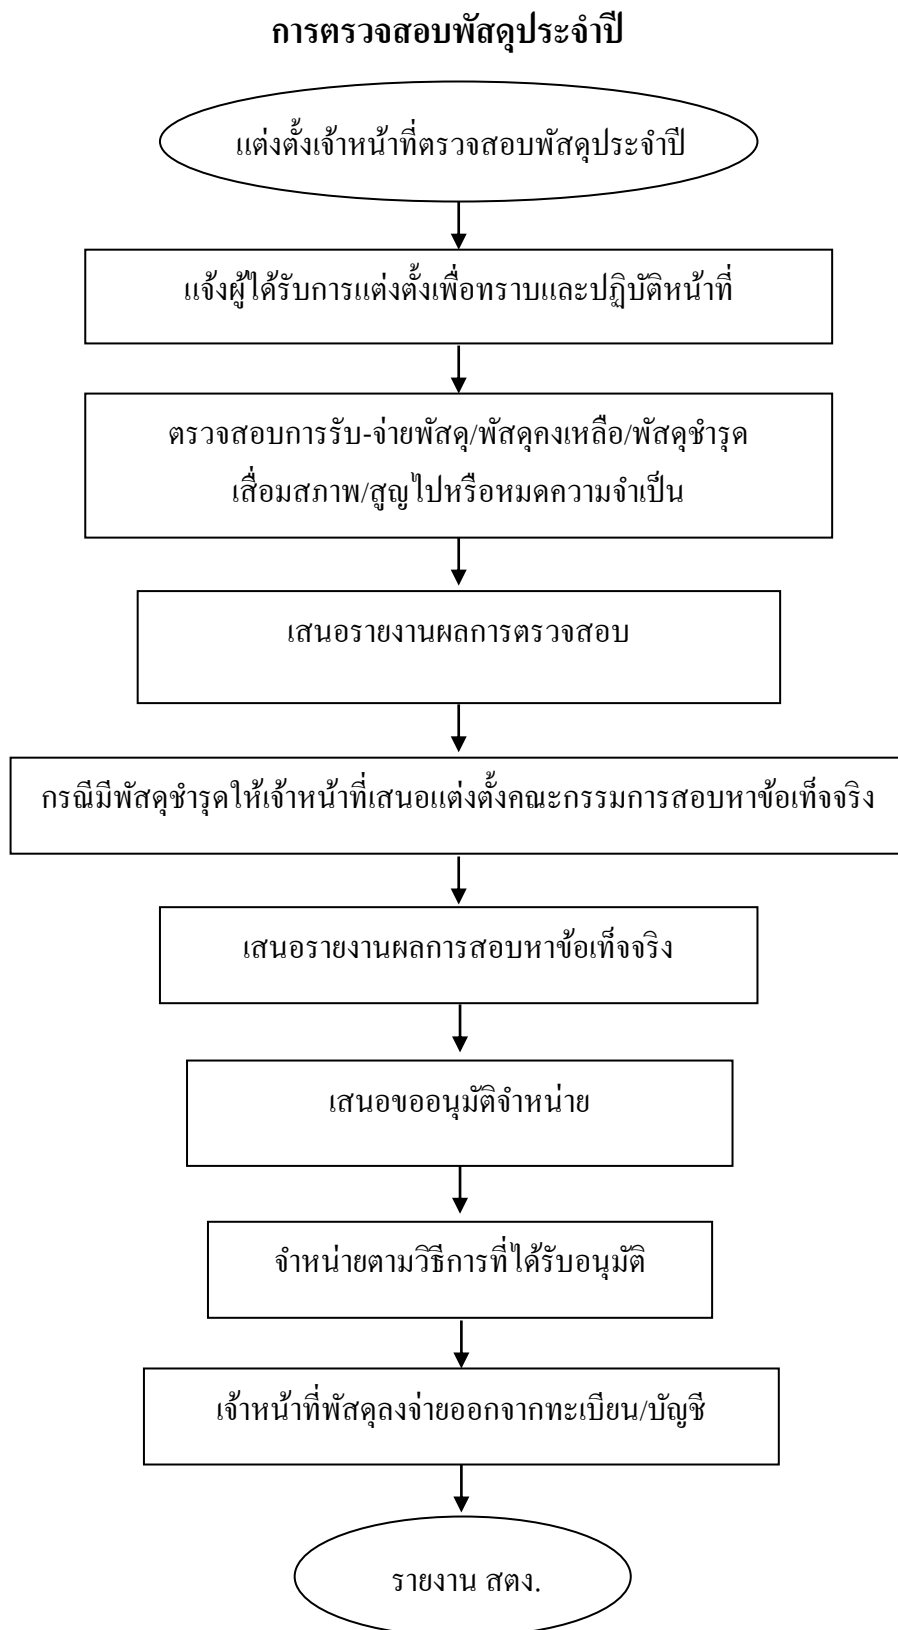 การตรวจสอบพัสดุประจำปี
แต่งตั้งเจ้าหน้าที่ตรวจสอบพัสดุประจำปี
แจ้งผู้ได้รับการแต่งตั้งเพื่อทราบและปฏิบัติหน้าที่
ตรวจสอบการรับ-จ่ายพัสดุ/พัสดุคงเหลือ/พัสดุชำรุด
เสื่อมสภาพ/สูญไปหรือหมดความจำเป็น
เสนอรายงานผลการตรวจสอบ
กรณีมีพัสดุชำรุดให้เจ้าหน้าที่เสนอแต่งตั้งคณะกรรมการสอบหาข้อเท็จจริง
เสนอรายงานผลการสอบหาข้อเท็จจริง
เสนอขออนุมัติจำหน่าย
จำหน่ายตามวิธีการที่ได้รับอนุมัติ
เจ้าหน้าที่พัสดุลงจ่ายออกจากทะเบียน/บัญชี
รายงาน สตง.